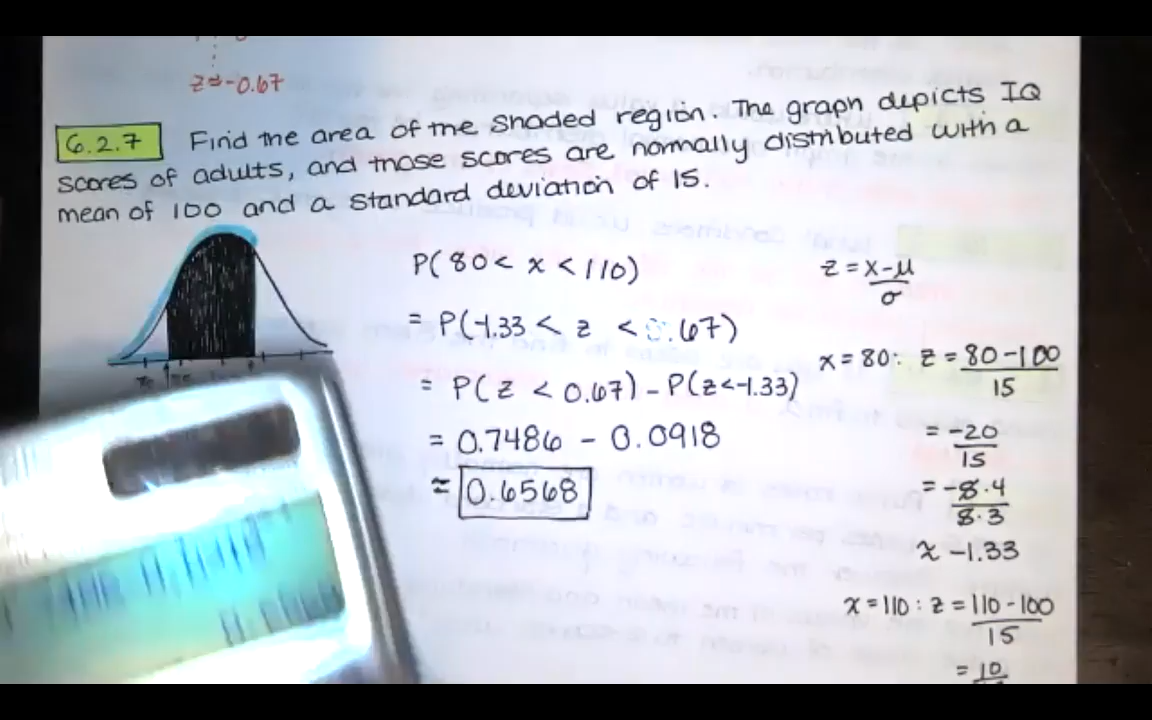 z≈-0.67
6.2.7 Find the area of the shaded region. The graph depicts IQ
scores of adults, and those scores are normally distributed with a
mean of 100 and a standard deviation of 15.
P(80 < x < 110)
= P(-1.33 < z < 0.67)
= P(z < 0.67) - P(z < -1.33)
= 0.7486 - 0.0918
≈ 0.6568
z = x-μ
σ
x = 80: z = 80-100
15
= -20
15
= -8·4
8·3
≈ -1.33
x = 110: z = 110-100
15
= 10